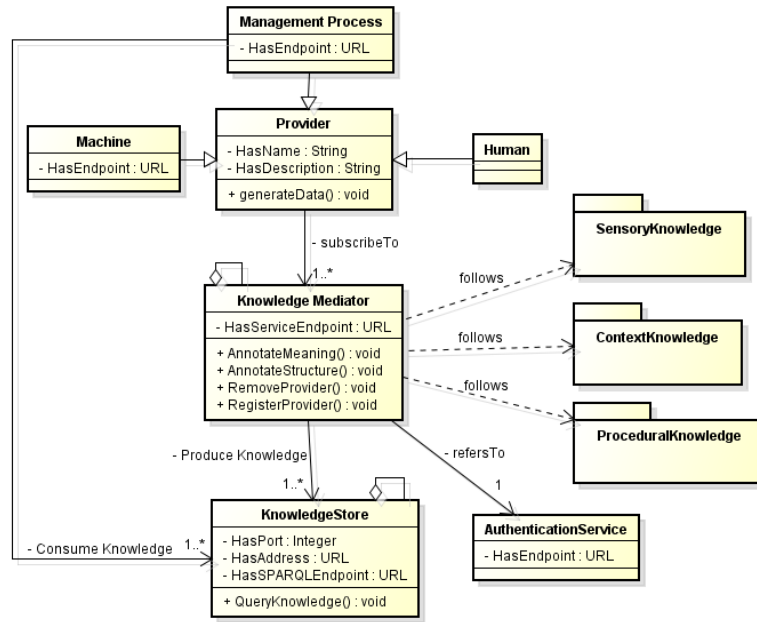 Management Process
- HasEndpoint : URL
Provider
- HasName : String
- HasDescription : String
+ generateData() : void
Machine
- HasEndpoint : URL
Human
- subscribeTo
1..*
SensoryKnowledge
follows
Knowledge Mediator
- HasServiceEndpoint : URL
+ AnnotateMeaning() : void
+ AnnotateStructure() : void
+ RemoveProvider() : void
+ RegisterProvider() : void
follows
ContextKnowledge
follows
ProceduralKnowledge
- Produce Knowledge
1..*
- refersTo
1
KnowledgeStore
- HasPort : Integer
- HasAddress : URL
- HasSPARQLEndpoint : URL
+ QueryKnowledge() : void
1..*
- Consume Knowledge
AuthenticationService
- HasEndpoint : URL